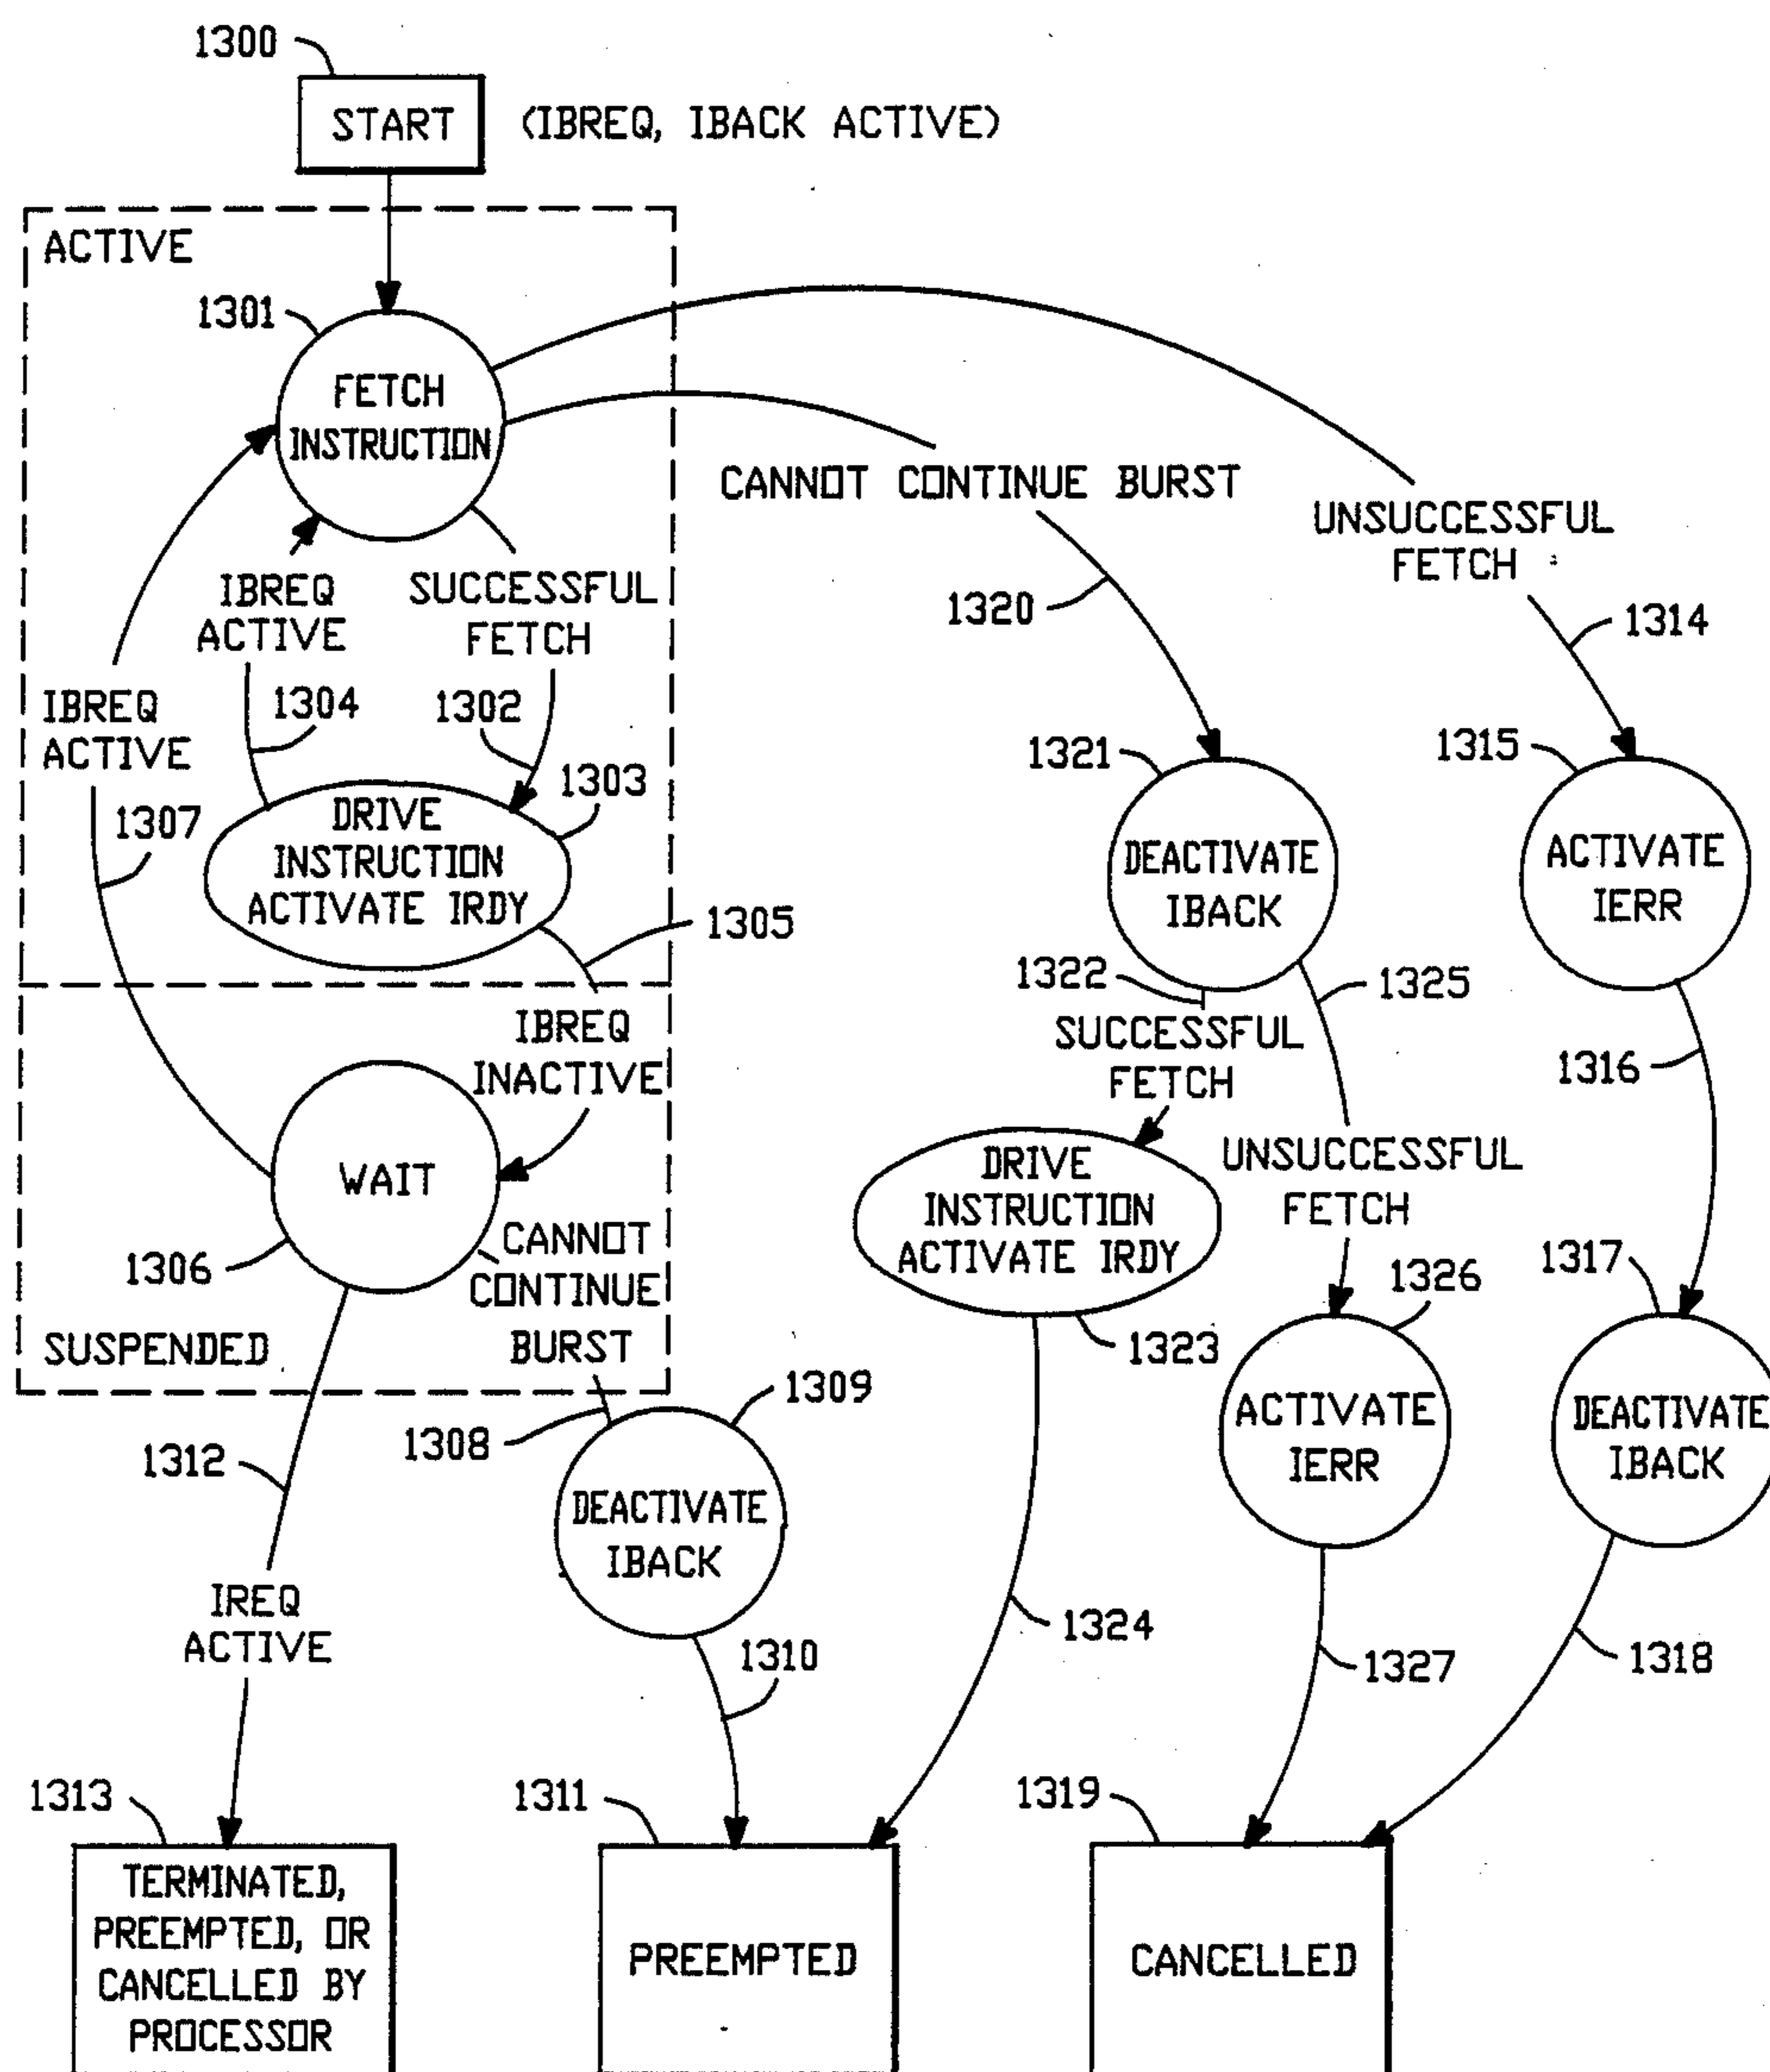 1300
START
(IBREQ, IBACK ACTIVE)
ACTIVE
1301
FETCH
INSTRUCTION
CANNOT CONTINUE BURST
UNSUCCESSFUL
FETCH
IBREQ
ACTIVE
SUCCESSFUL
FETCH
1320
1314
IBREQ
ACTIVE
1304
1302
1303
1307
DRIVE
INSTRUCTION
ACTIVATE IRDY
1305
1321
DEACTIVATE
IBACK
1315
ACTIVATE
IERR
1322
1325
SUCCESSFUL
FETCH
1316
IBREQ
INACTIVE
WAIT
1306
CANNOT
CONTINUE
BURST
SUSPENDED
DRIVE
INSTRUCTION
ACTIVATE IRDY
1323
UNSUCCESSFUL
FETCH
1326
1317
1312
1308
1309
DEACTIVATE
IBACK
ACTIVATE
IERR
DEACTIVATE
IBACK
IREQ
ACTIVE
1310
1324
1327
1318
1313
TERMINATED,
PREEMPTED, OR
CANCELLED BY
PROCESSOR
1311
PREEMPTED
1319
CANCELLED